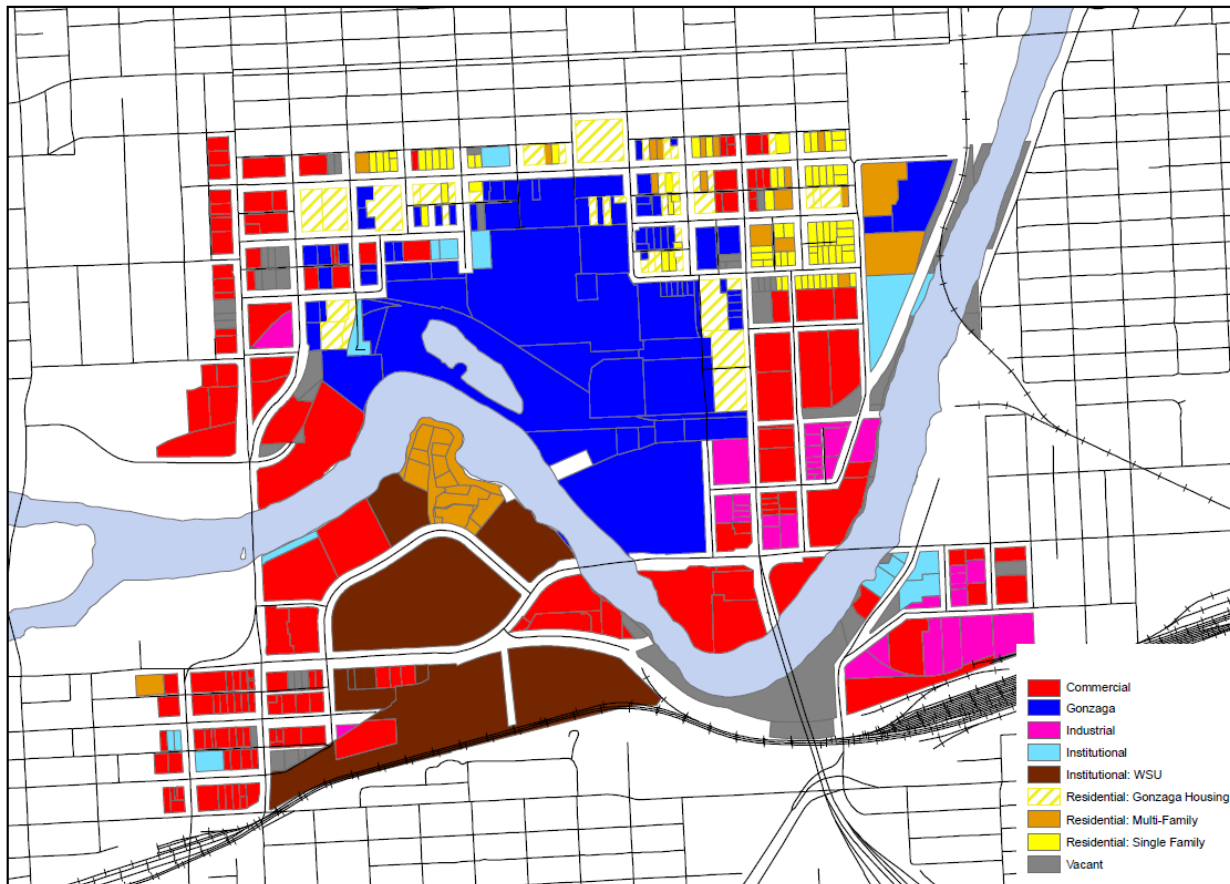 Commercial
Gonzaga
Industrial
Institutional
Institutional: WSU
Residential: Gonzaga Housing
Residential: Multi-Family
Residential: Single Family
Vacant